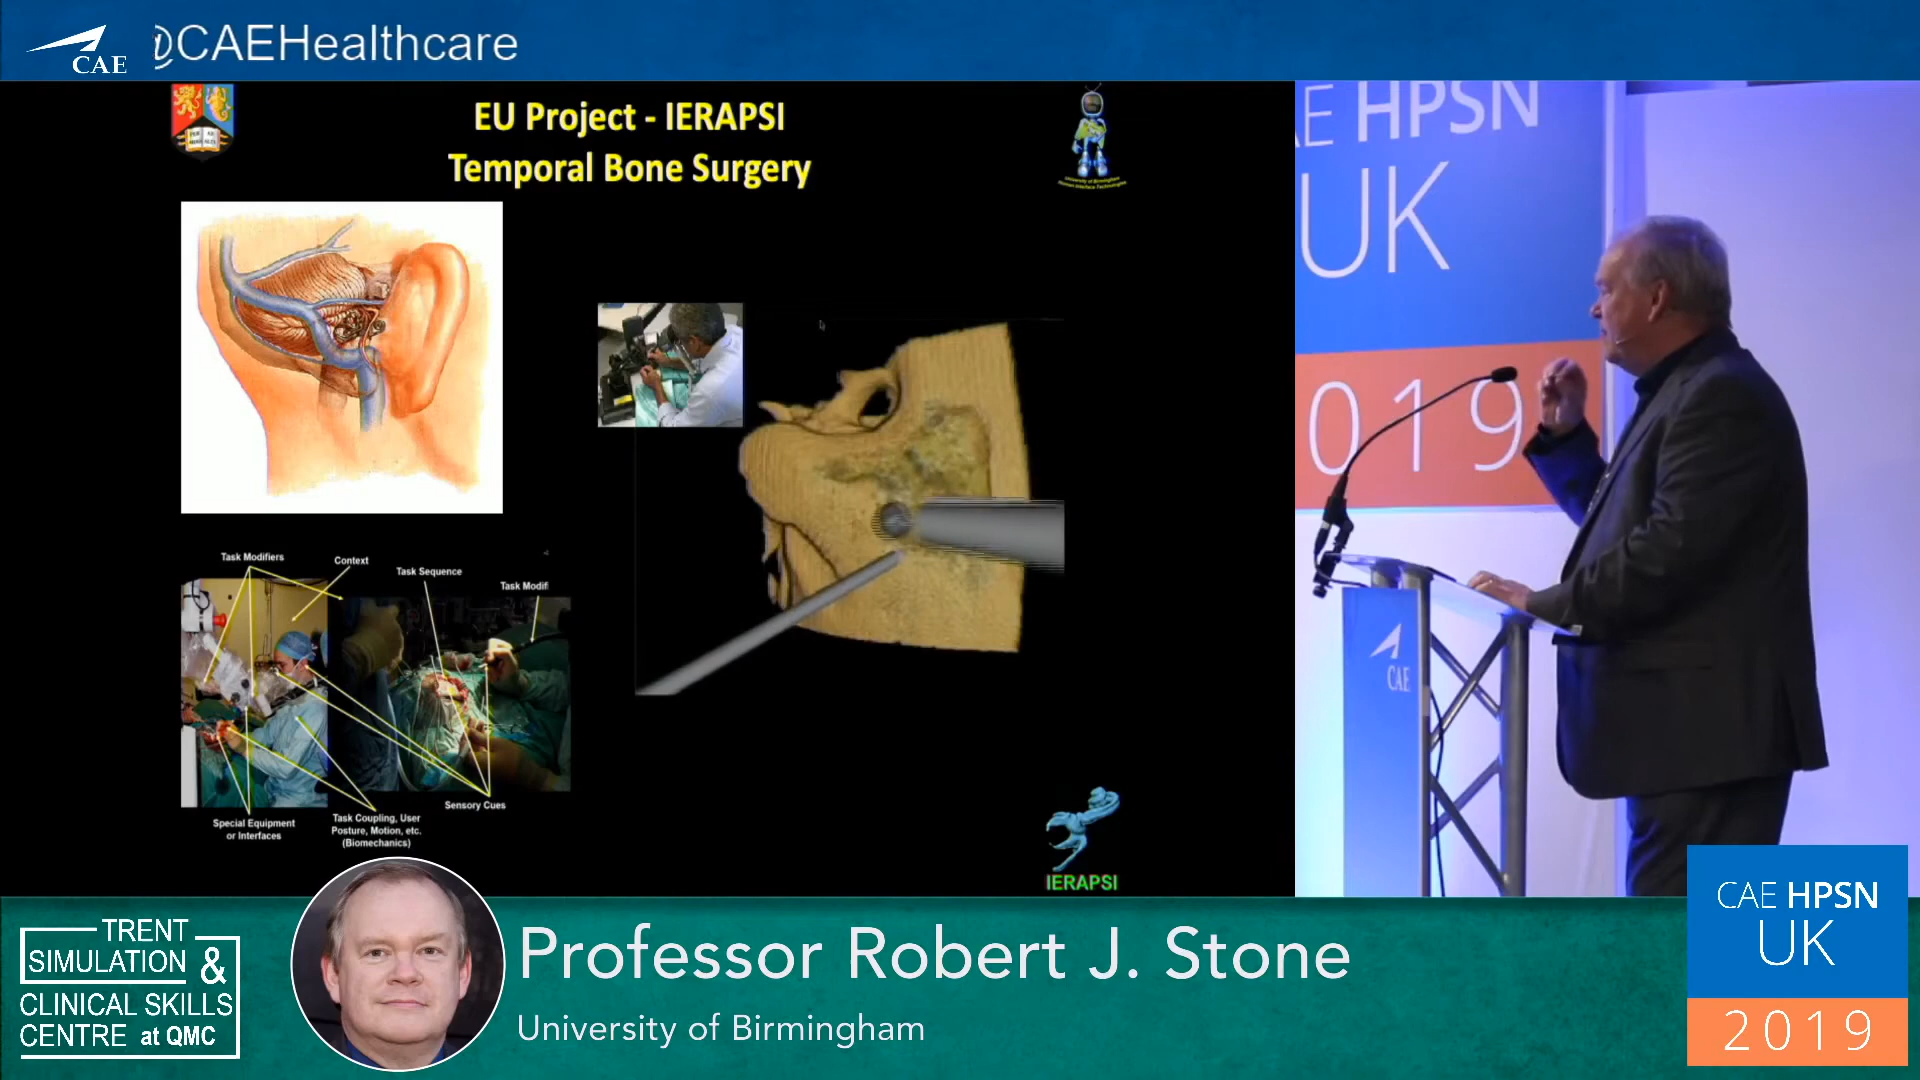 CAE
@CAEHealthcare
EU Project - IERAPSI
Temporal Bone Surgery
Task Modifiers
Context
Task Sequence
Task Modifi
Special Equipment
or Interfaces
Task Coupling, User
Posture, Motion, etc.
(Biomechanics)
Sensory Cues
IERAPSI
AE HPSN
UK
019
CAE
TRENT
SIMULATION &
CLINICAL SKILLS
CENTRE at QMC
Professor Robert J. Stone
University of Birmingham
CAE HPSN
UK
2019